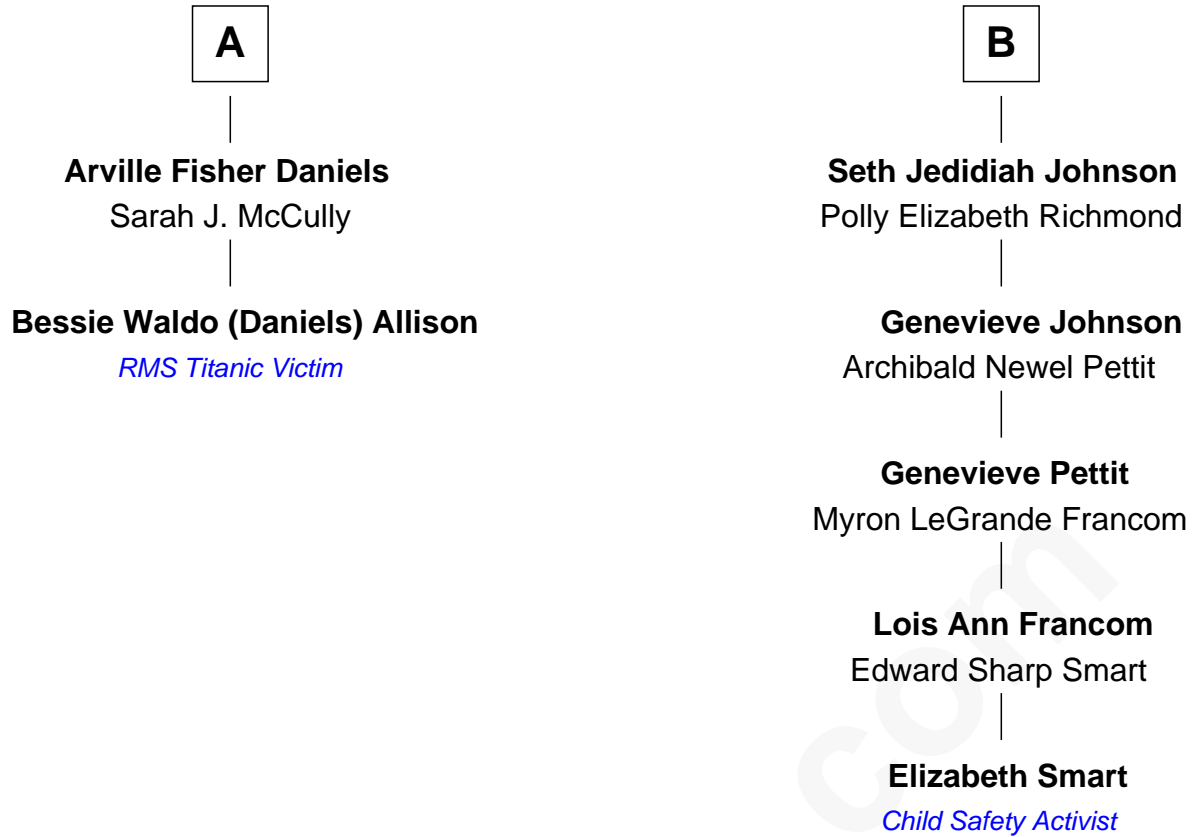 A
Arville Fisher Daniels
Sarah J. McCully
Bessie Waldo (Daniels) Allison
RMS Titanic Victim
B
Seth Jedidiah Johnson
Polly Elizabeth Richmond
Genevieve Johnson
Archibald Newel Pettit
Genevieve Pettit
Myron LeGrande Francom
Lois Ann Francom
Edward Sharp Smart
Elizabeth Smart
Child Safety Activist
com